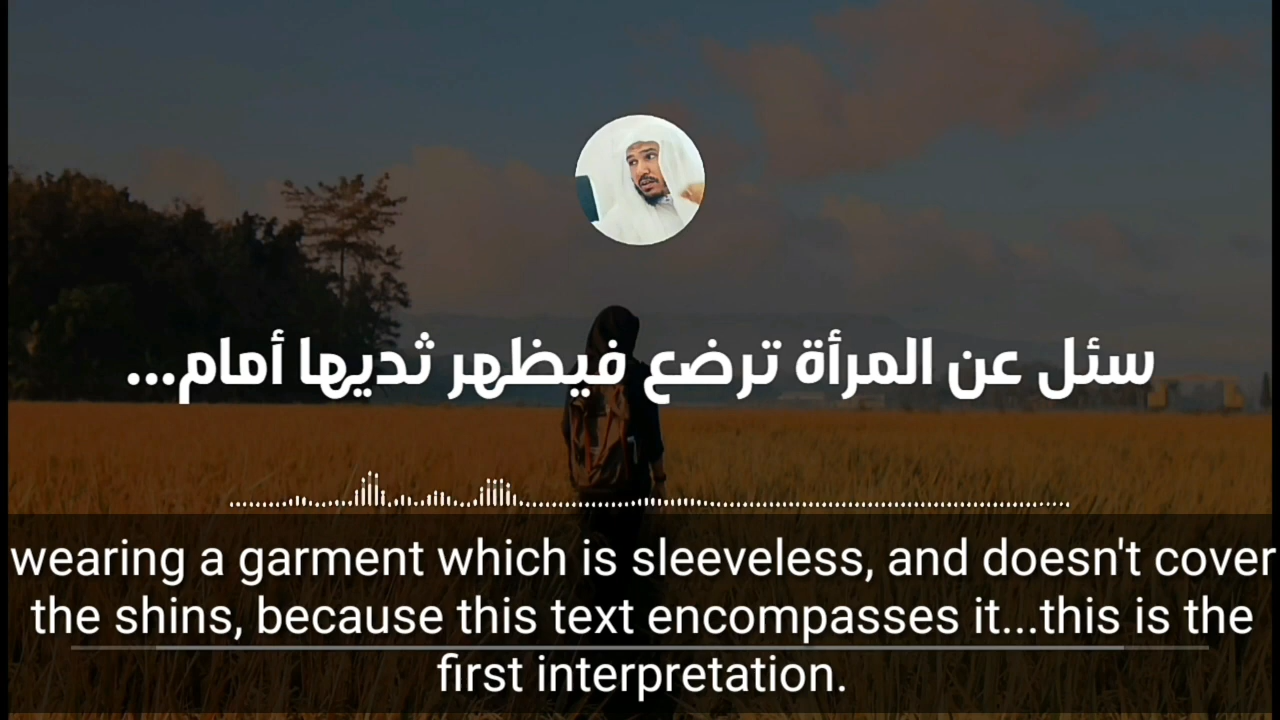 سئل عن المرأة ترضع فيظهر ثديها أمام...
wearing a garment which is sleeveless, and doesn't cover
the shins, because this text encompasses it...this is the
first interpretation.